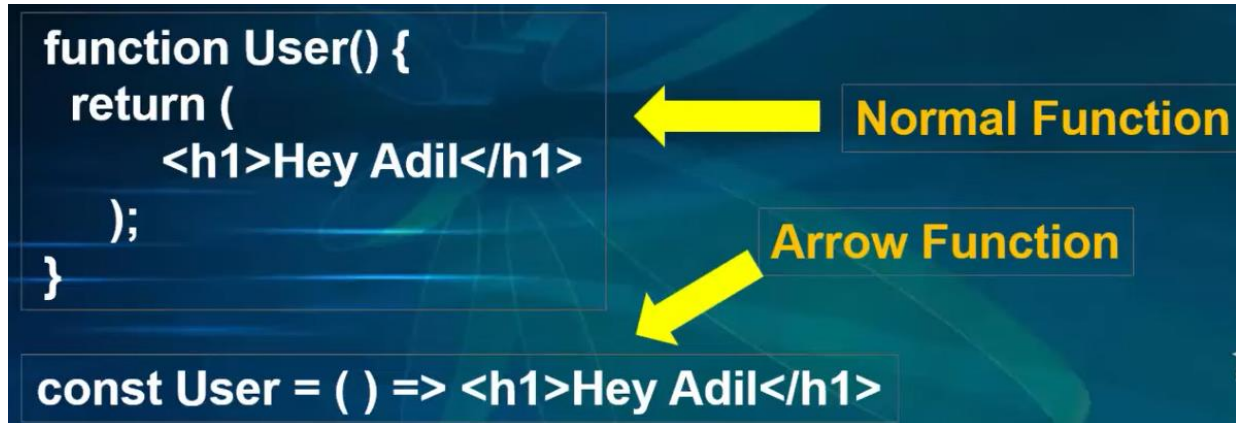 function User() {
return (
<h1>Hey Adil</h1>
);
}
Normal Function
Arrow Function
const User = ( ) => <h1>Hey Adil</h1>